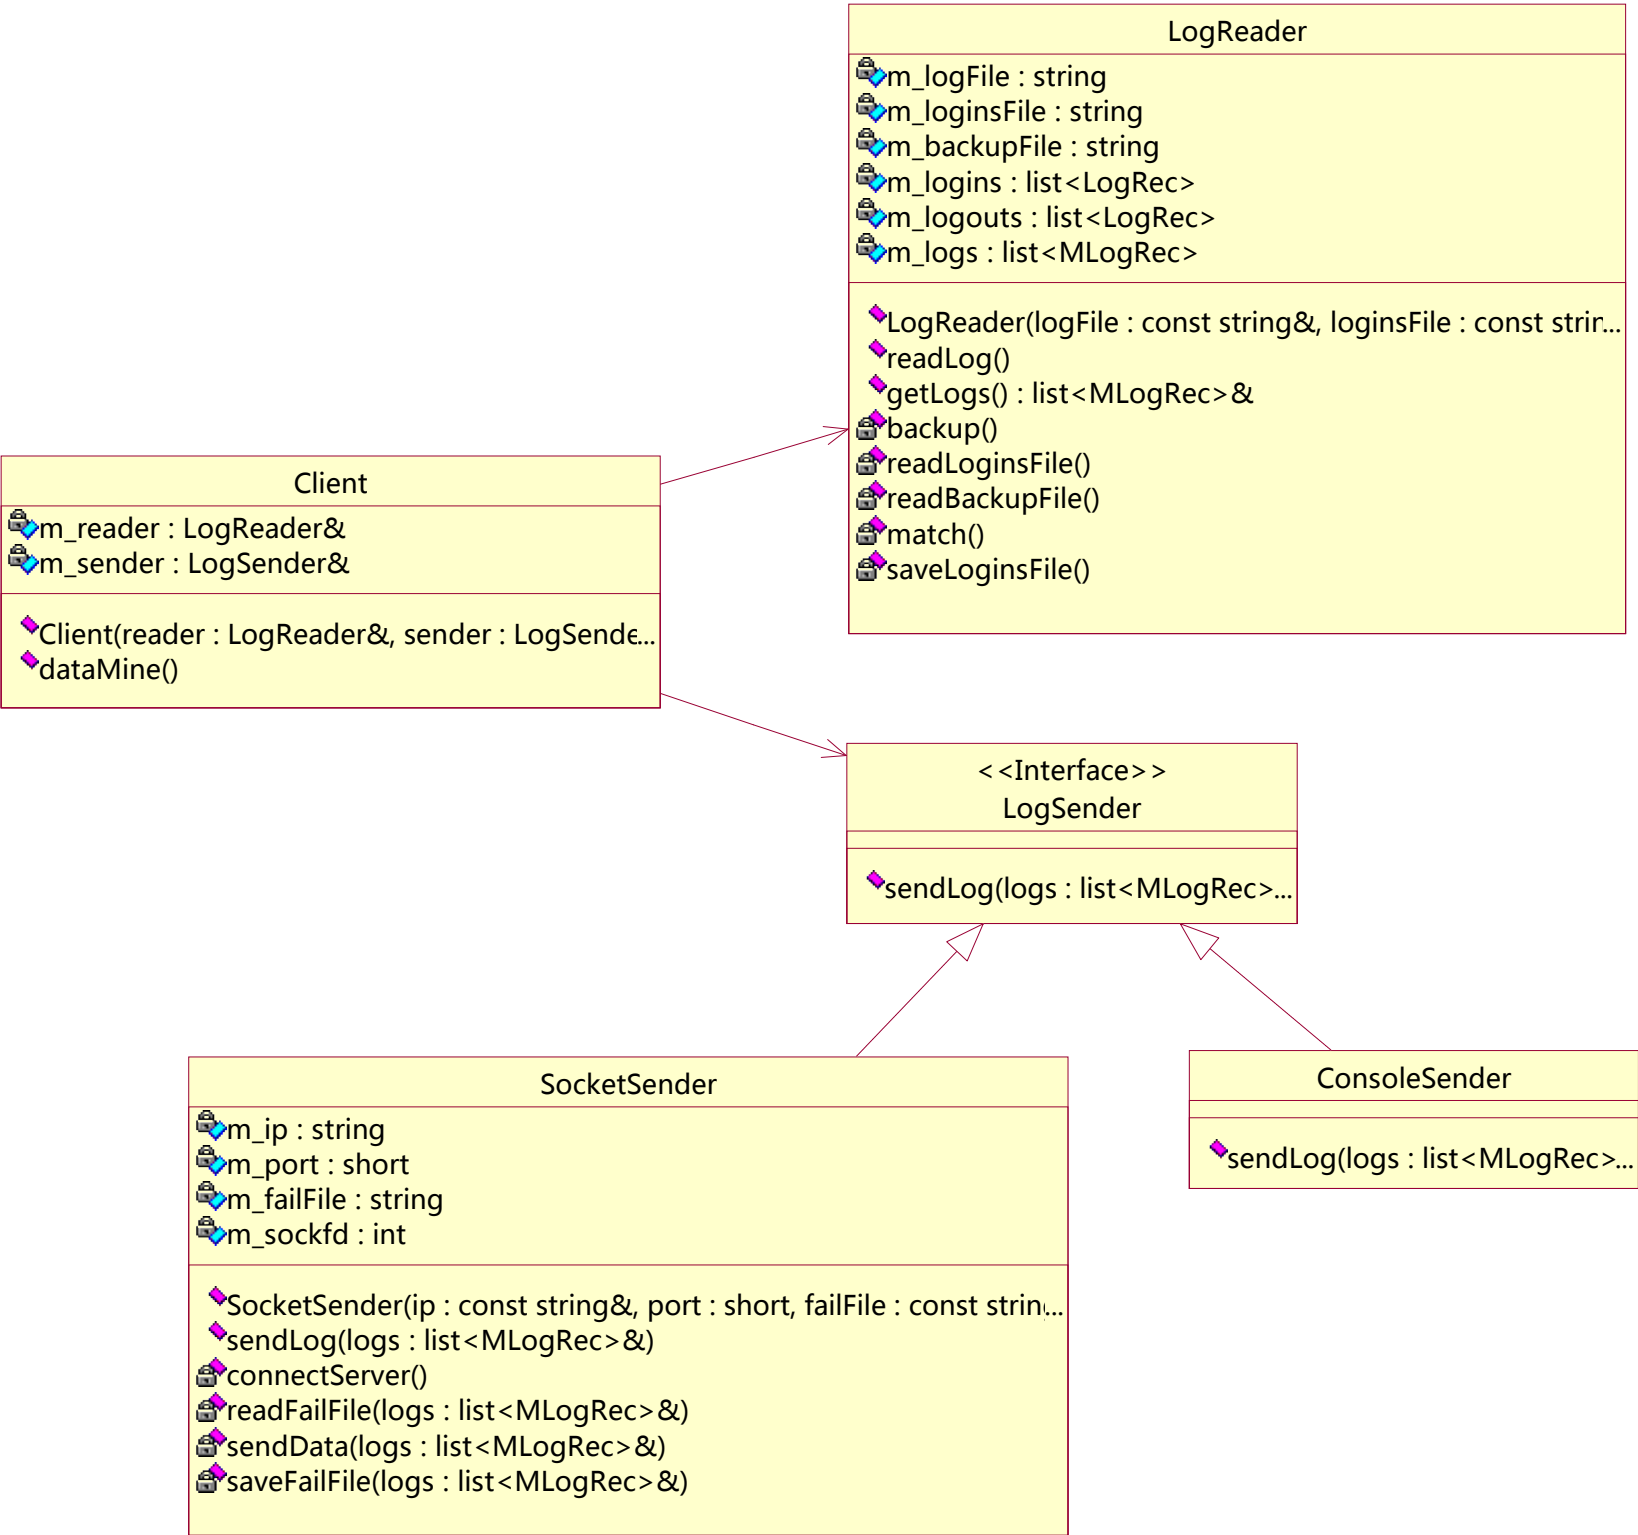 LogReader
m_logFile : string
m_loginsFile : string
m_backupFile : string
m_logins : list<LogRec>
m_logouts : list<LogRec>
m_logs : list<MLogRec>
LogReader(logFile : const string&, loginsFile : const strin...
readLog()
getLogs() : list<MLogRec>&
backup()
readLoginsFile()
readBackupFile()
match()
saveLoginsFile()
Client
m_reader : LogReader&
m_sender : LogSender&
Client(reader : LogReader&, sender : LogSende...
dataMine()
<<Interface>>
LogSender
sendLog(logs : list<MLogRec>...
SocketSender
m_ip : string
m_port : short
m_failFile : string
m_sockfd : int
SocketSender(ip : const string&, port : short, failFile : const string...
sendLog(logs : list<MLogRec>&)
connectServer()
readFailFile(logs : list<MLogRec>&)
sendData(logs : list<MLogRec>&)
saveFailFile(logs : list<MLogRec>&)
ConsoleSender
sendLog(logs : list<MLogRec>...